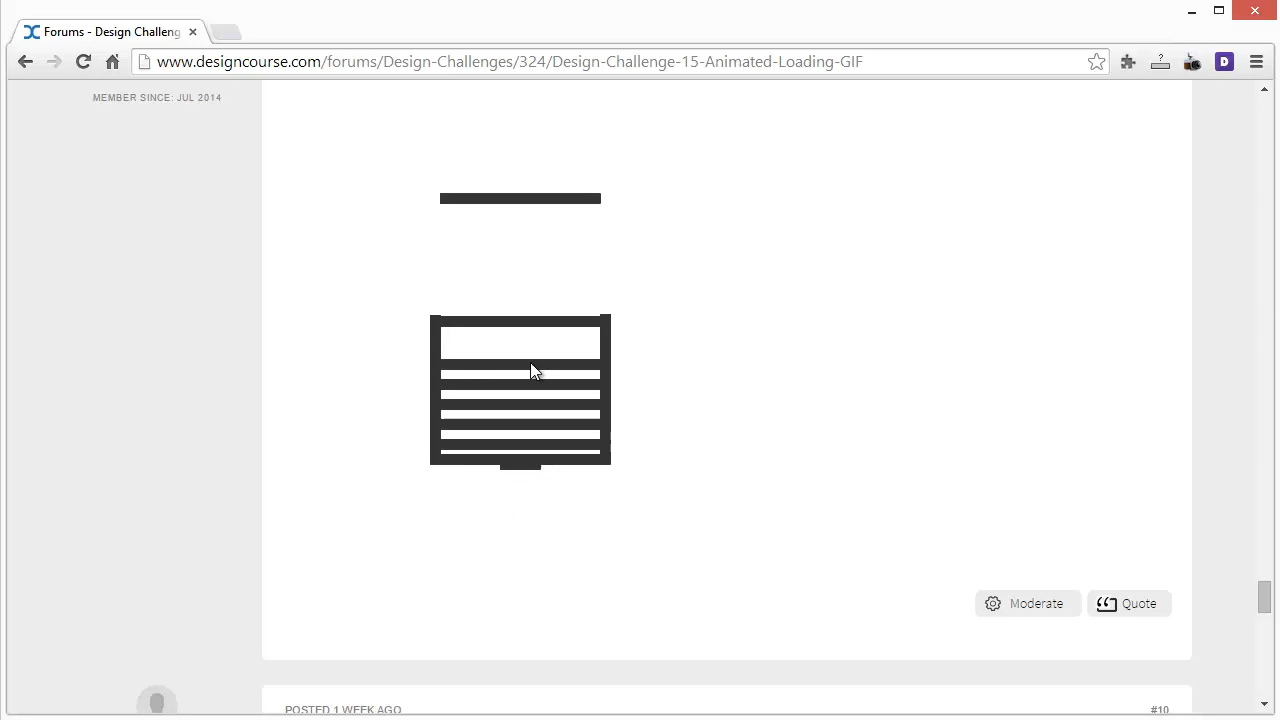 Forums - Design Challeng
www.designcourse.com/forums/Design-Challenges/324/Design-Challenge-15-Animated-Loading-GIF
MEMBER SINCE: JUL 2014
Moderate
Quote
POSTED 1 WEEK AGO
#10